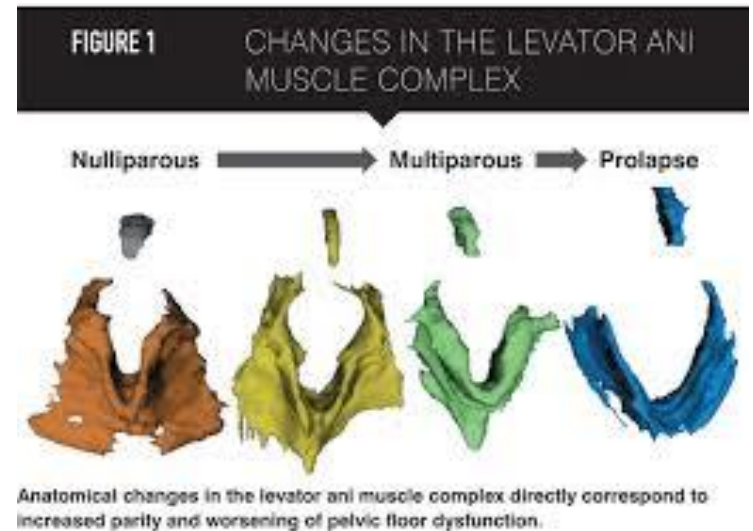 FIGURE 1
CHANGES IN THE LEVATOR ANI
MUSCLE COMPLEX
Nulliparous
Multiparous
Prolapse
Anatomical changes in the levator ani muscle complex directly correspond to
increased parity and worsening of pelvic floor dysfunction.